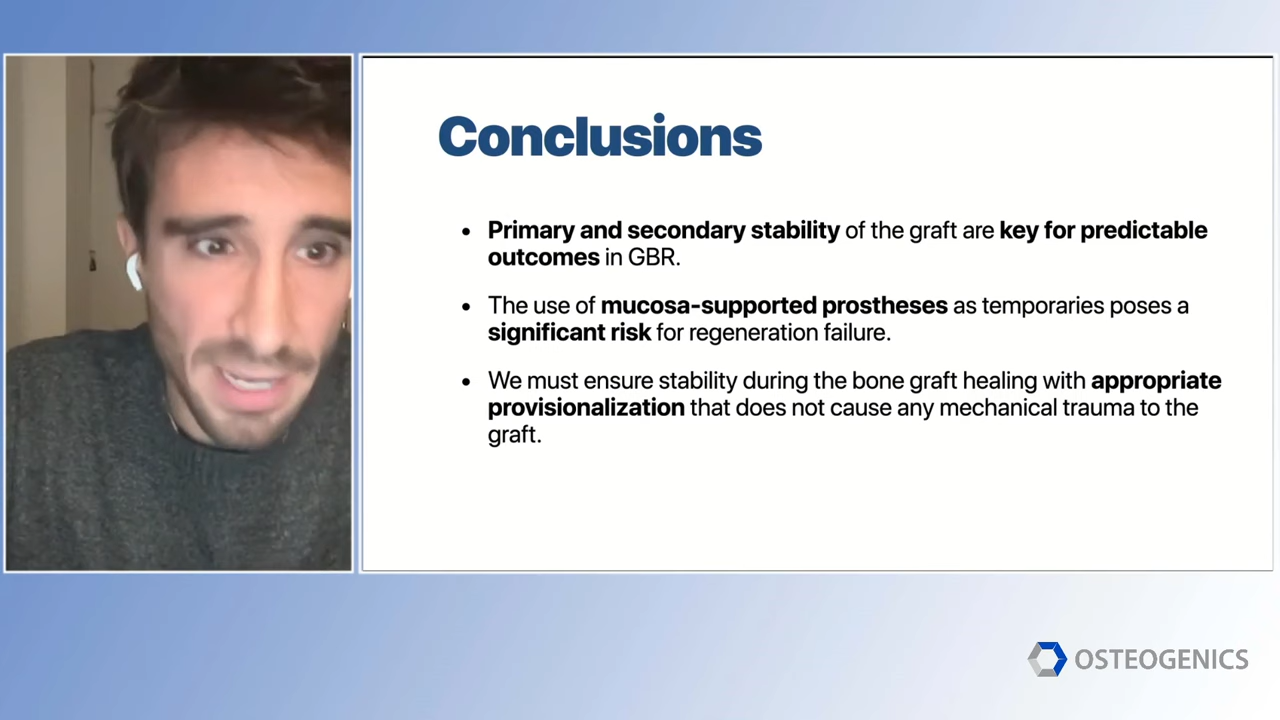 Conclusions
• Primary and secondary stability of the graft are key for predictable
outcomes in GBR.
• The use of mucosa-supported prostheses as temporaries poses a
significant risk for regeneration failure.
• We must ensure stability during the bone graft healing with appropriate
provisionalization that does not cause any mechanical trauma to the
graft.
OSTEOGENICS